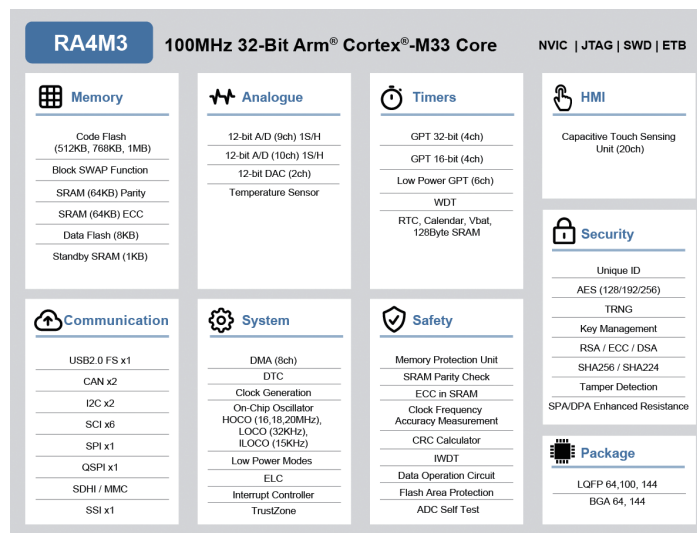 RA4M3
100MHz 32-Bit Arm® Cortex®-M33 Core
NVIC | JTAG | SWD | ETB
Memory
Code Flash
(512KB, 768KB, 1MB)
Block SWAP Function
SRAM (64KB) Parity
SRAM (64KB) ECC
Data Flash (8KB)
Standby SRAM (1KB)
Analogue
12-bit A/D (9ch) 1S/H
12-bit A/D (10ch) 1S/H
12-bit DAC (2ch)
Temperature Sensor
Timers
GPT 32-bit (4ch)
GPT 16-bit (4ch)
Low Power GPT (6ch)
WDT
RTC, Calendar, Vbat,
128Byte SRAM
HMI
Capacitive Touch Sensing
Unit (20ch)
Security
Unique ID
AES (128/192/256)
TRNG
Key Management
RSA / ECC / DSA
SHA256 / SHA224
Tamper Detection
SPA/DPA Enhanced Resistance
Communication
USB2.0 FS x1
CAN x2
I2C x2
SCI x6
SPI x1
QSPI x1
SDHI / MMC
SSI x1
System
DMA (8ch)
DTC
Clock Generation
On-Chip Oscillator
HOCO (16,18,20MHz),
LOCO (32KHz),
ILOCO (15KHz)
Low Power Modes
ELC
Interrupt Controller
TrustZone
Safety
Memory Protection Unit
SRAM Parity Check
ECC in SRAM
Clock Frequency
Accuracy Measurement
CRC Calculator
IWDT
Data Operation Circuit
Flash Area Protection
ADC Self Test
Package
LQFP 64,100, 144
BGA 64, 144